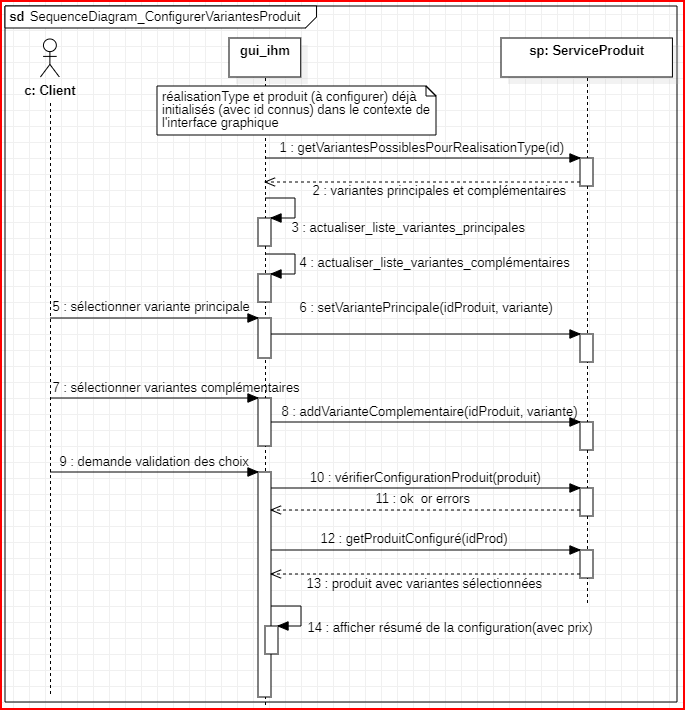 sd SequenceDiagram_ConfigurerVariantesProduit
c: Client
gui_ihm
sp: ServiceProduit
réalisationType et produit (à configurer) déjà
initialisés (avec id connus) dans le contexte de
l'interface graphique
1 : getVariantesPossiblesPourRealisationType(id)
2 : variantes principales et complémentaires
3 : actualiser_liste_variantes_principales
4 : actualiser_liste_variantes_complémentaires
5 : sélectionner variante principale
6 : setVariantePrincipale(idProduit, variante)
7 : sélectionner variantes complémentaires
8 : addVarianteComplementaire(idProduit, variante)
9 : demande validation des choix
10 : vérifierConfigurationProduit(produit)
11 : ok or errors
12 : getProduitConfiguré(idProd)
13 : produit avec variantes sélectionnées
14 : afficher résumé de la configuration(avec prix)